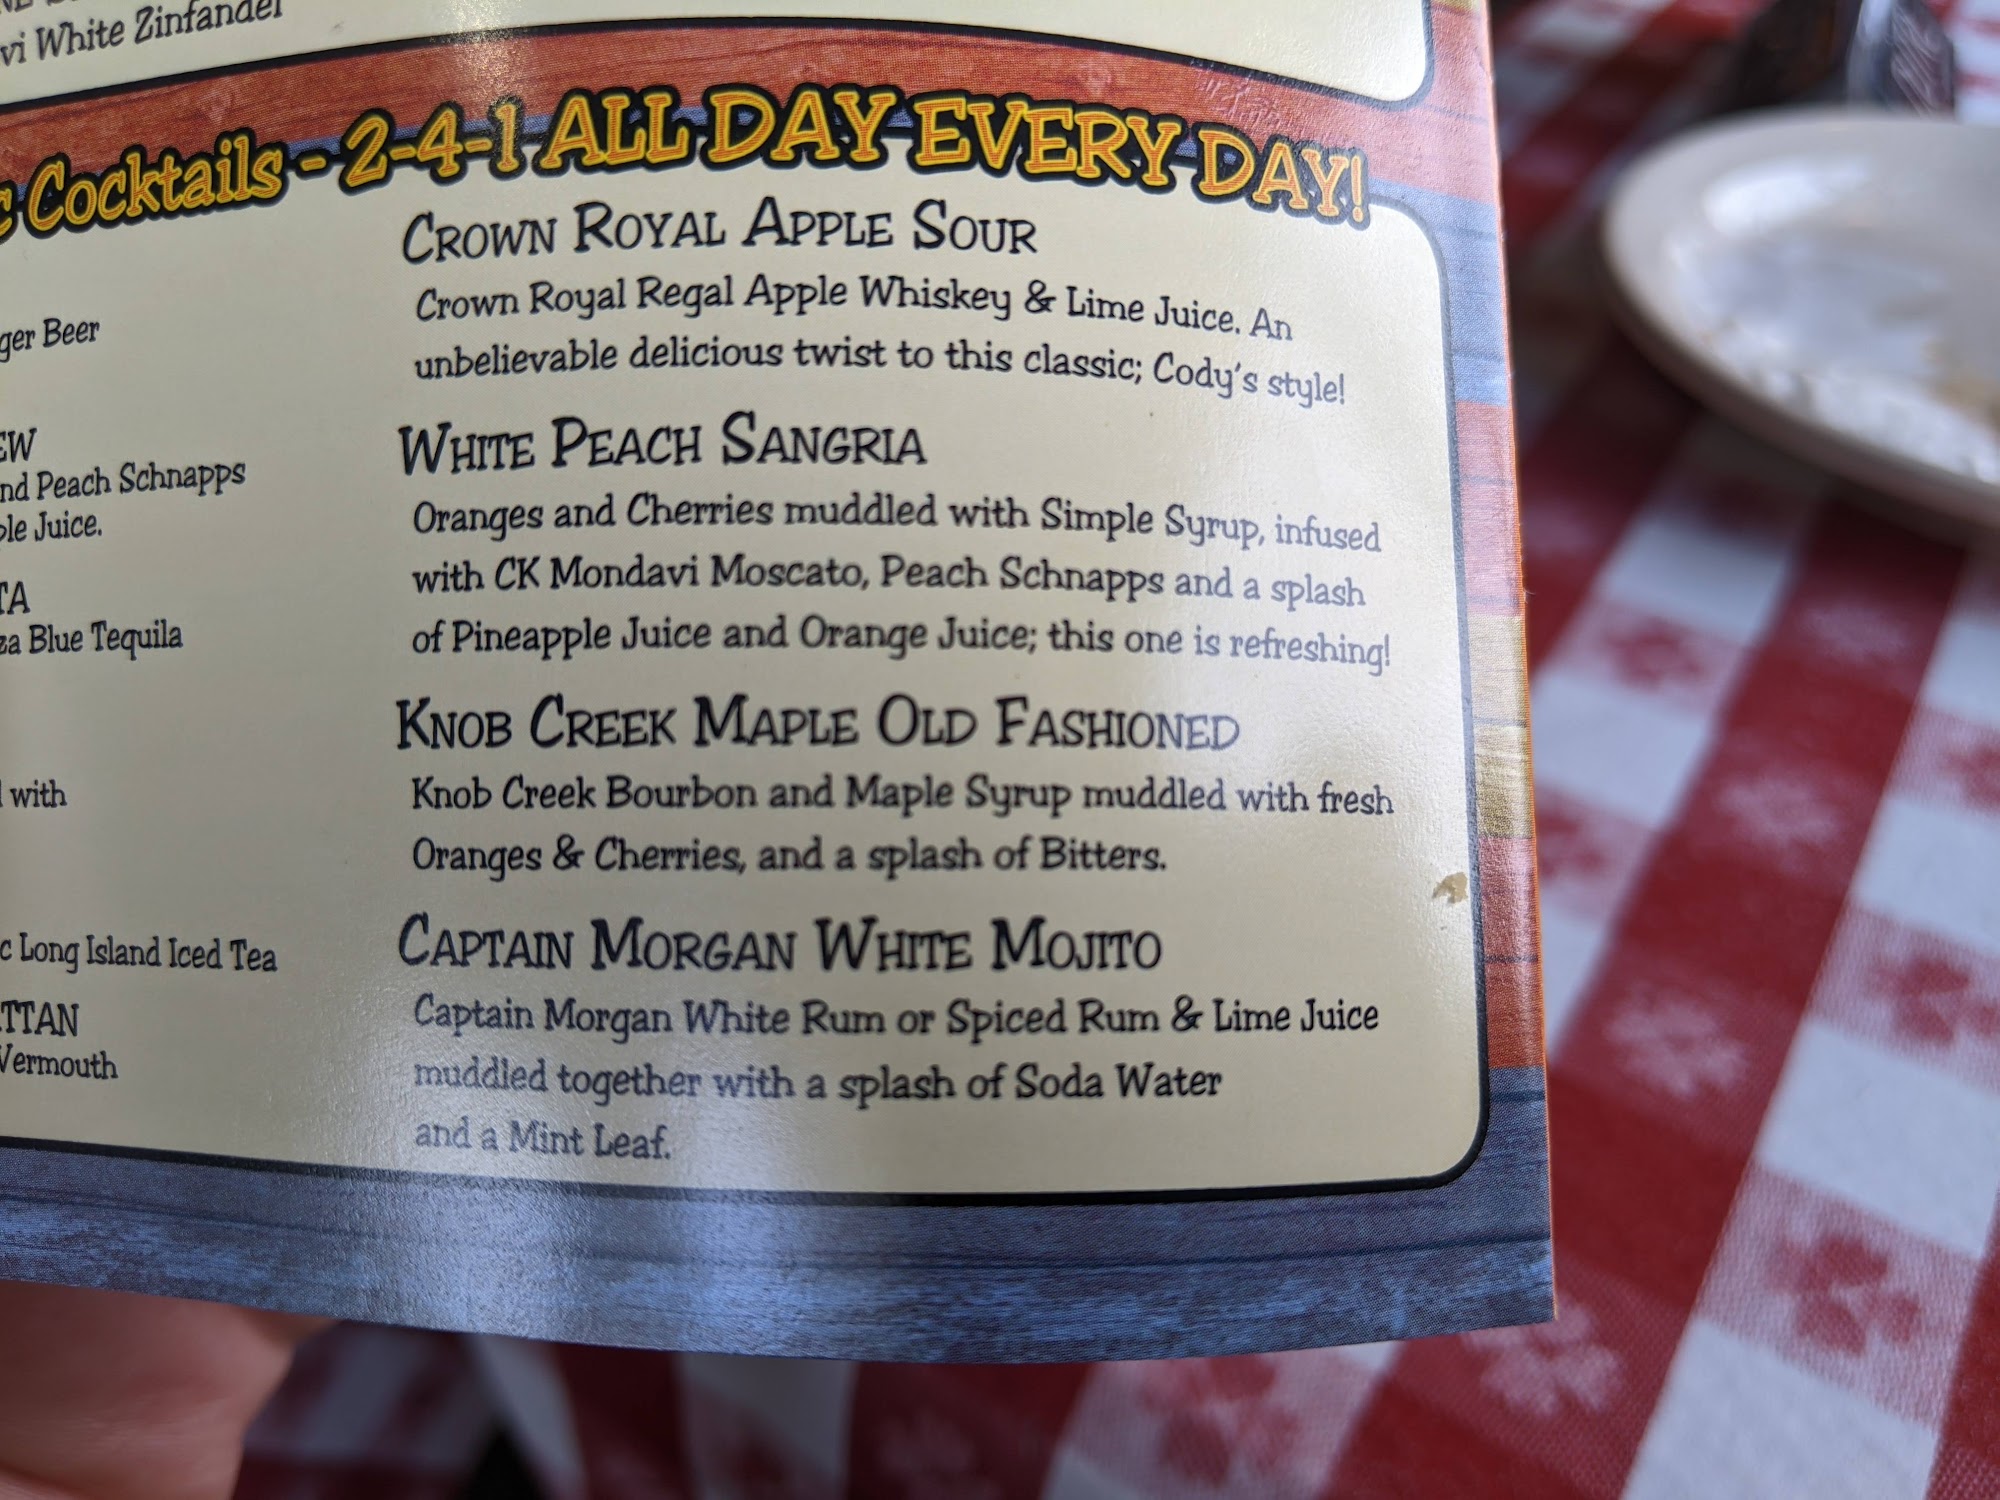 vi White Zinfandel
Cocktails - 2-4-1 ALL DAY EVERY DAY!
Beer
nd Peach Schnapps
Juice.
Blue Tequila
with
Long Island Iced Tea
Vermouth
CROWN ROYAL APPLE SOUR
Crown Royal Regal Apple Whiskey & Lime Juice. An
unbelievable delicious twist to this classic; Cody's style!
WHITE PEACH SANGRIA
Oranges and Cherries muddled with Simple Syrup, infused
with CK Mondavi Moscato, Peach Schnapps and a splash
of Pineapple Juice and Orange Juice; this one is refreshing!
KNOB CREEK MAPLE OLD FASHIONED
Knob Creek Bourbon and Maple Syrup muddled with fresh
Oranges & Cherries, and a splash of Bitters.
CAPTAIN MORGAN WHITE MOJITO
Captain Morgan White Rum or Spiced Rum & Lime Juice
muddled together with a splash of Soda Water
and a Mint Leaf.